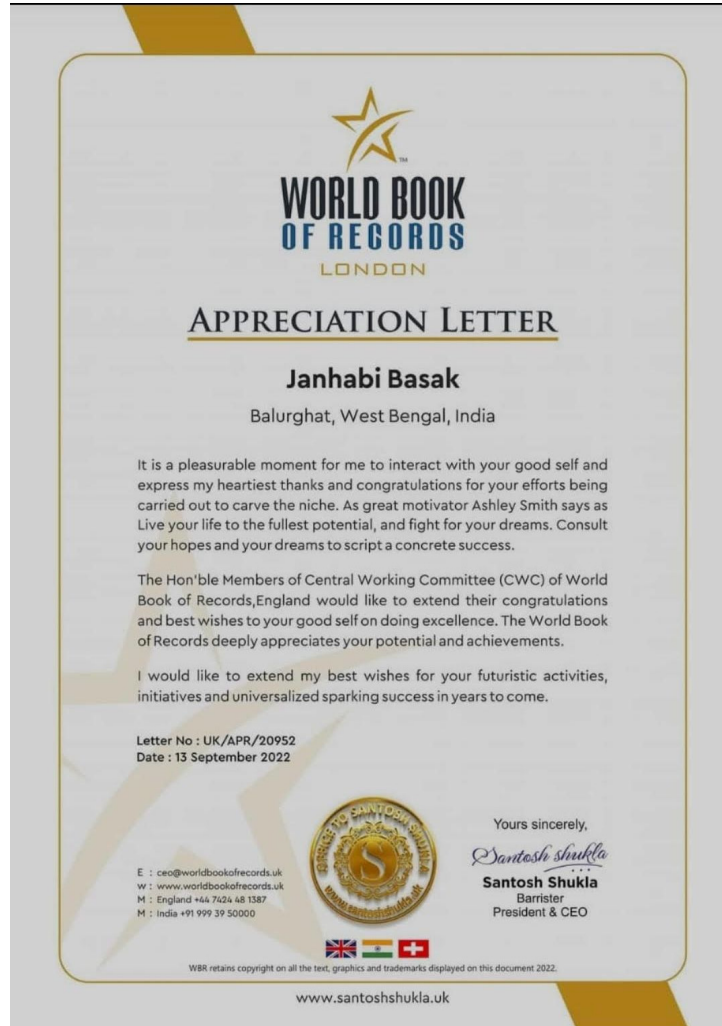 TM
WORLD BOOK
OF RECORDS
LONDON
APPRECIATION LETTER
Janhabi Basak
Balurghat, West Bengal, India
It is a pleasurable moment for me to interact with your good self and
express my heartiest thanks and congratulations for your efforts being
carried out to carve the niche. As great motivator Ashley Smith says as
Live your life to the fullest potential, and fight for your dreams. Consult
your hopes and your dreams to script a concrete success.
The Hon'ble Members of Central Working Committee (CWC) of World
Book of Records,England would like to extend their congratulations
and best wishes to your good self on doing excellence. The World Book
of Records deeply appreciates your potential and achievements.
I would like to extend my best wishes for your futuristic activities,
initiatives and universalized sparking success in years to come.
Letter No : UK/APR/20952
Date : 13 September 2022
E : ceo@worldbookofrecords.uk
W : www.worldbookofrecords.uk
M : England +44 7424 48 1387
M : India +91 999 39 50000
OFFICE TO SANTOSH SHUKLA
S
www.santoshshukla.uk
Yours sincerely,
Santosh shukla
Santosh Shukla
Barrister
President & CEO
WBR retains copyright on all the text, graphics and trademarks displayed on this document 2022.
www.santoshshukla.uk